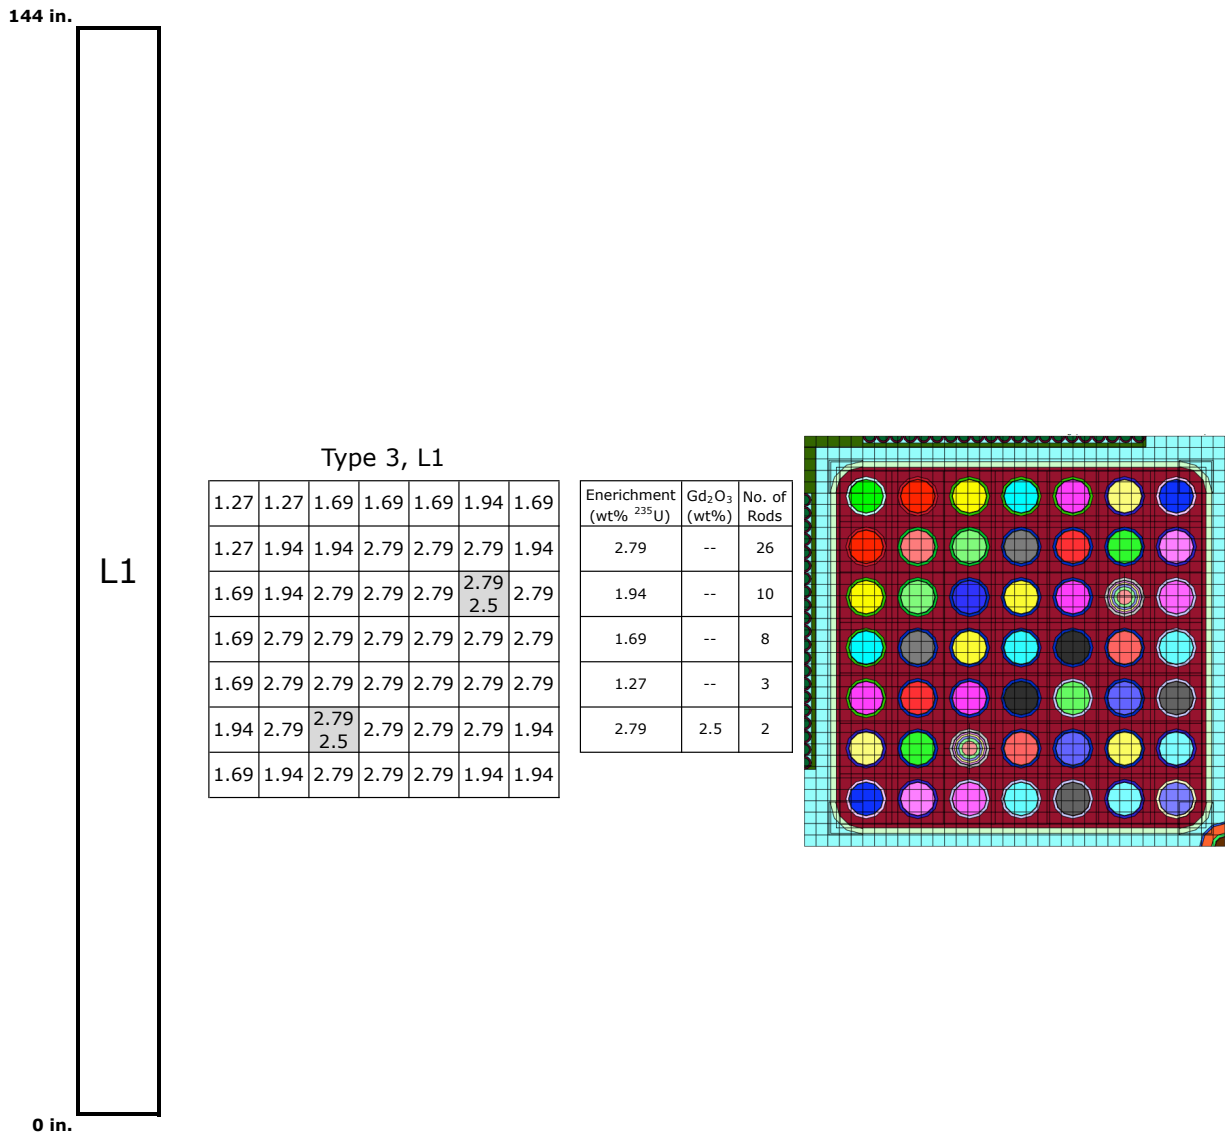 144 in.
L1
0 in.
Type 3, L1
1.27 1.27 1.69 1.69 1.69 1.94 1.69
1.27 1.94 1.94 2.79 2.79 2.79 1.94
1.69 1.94 2.79 2.79 2.79 2.79 2.5 2.79
1.69 2.79 2.79 2.79 2.79 2.79 2.79
1.69 2.79 2.79 2.79 2.79 2.79 2.79
1.94 2.79 2.79 2.5 2.79 2.79 2.79 1.94
1.69 1.94 2.79 2.79 2.79 1.94 1.94
Enerichment (wt% ²³⁵U) Gd₂O₃ (wt%) No. of Rods
2.79 -- 26
1.94 -- 10
1.69 -- 8
1.27 -- 3
2.79 2.5 2